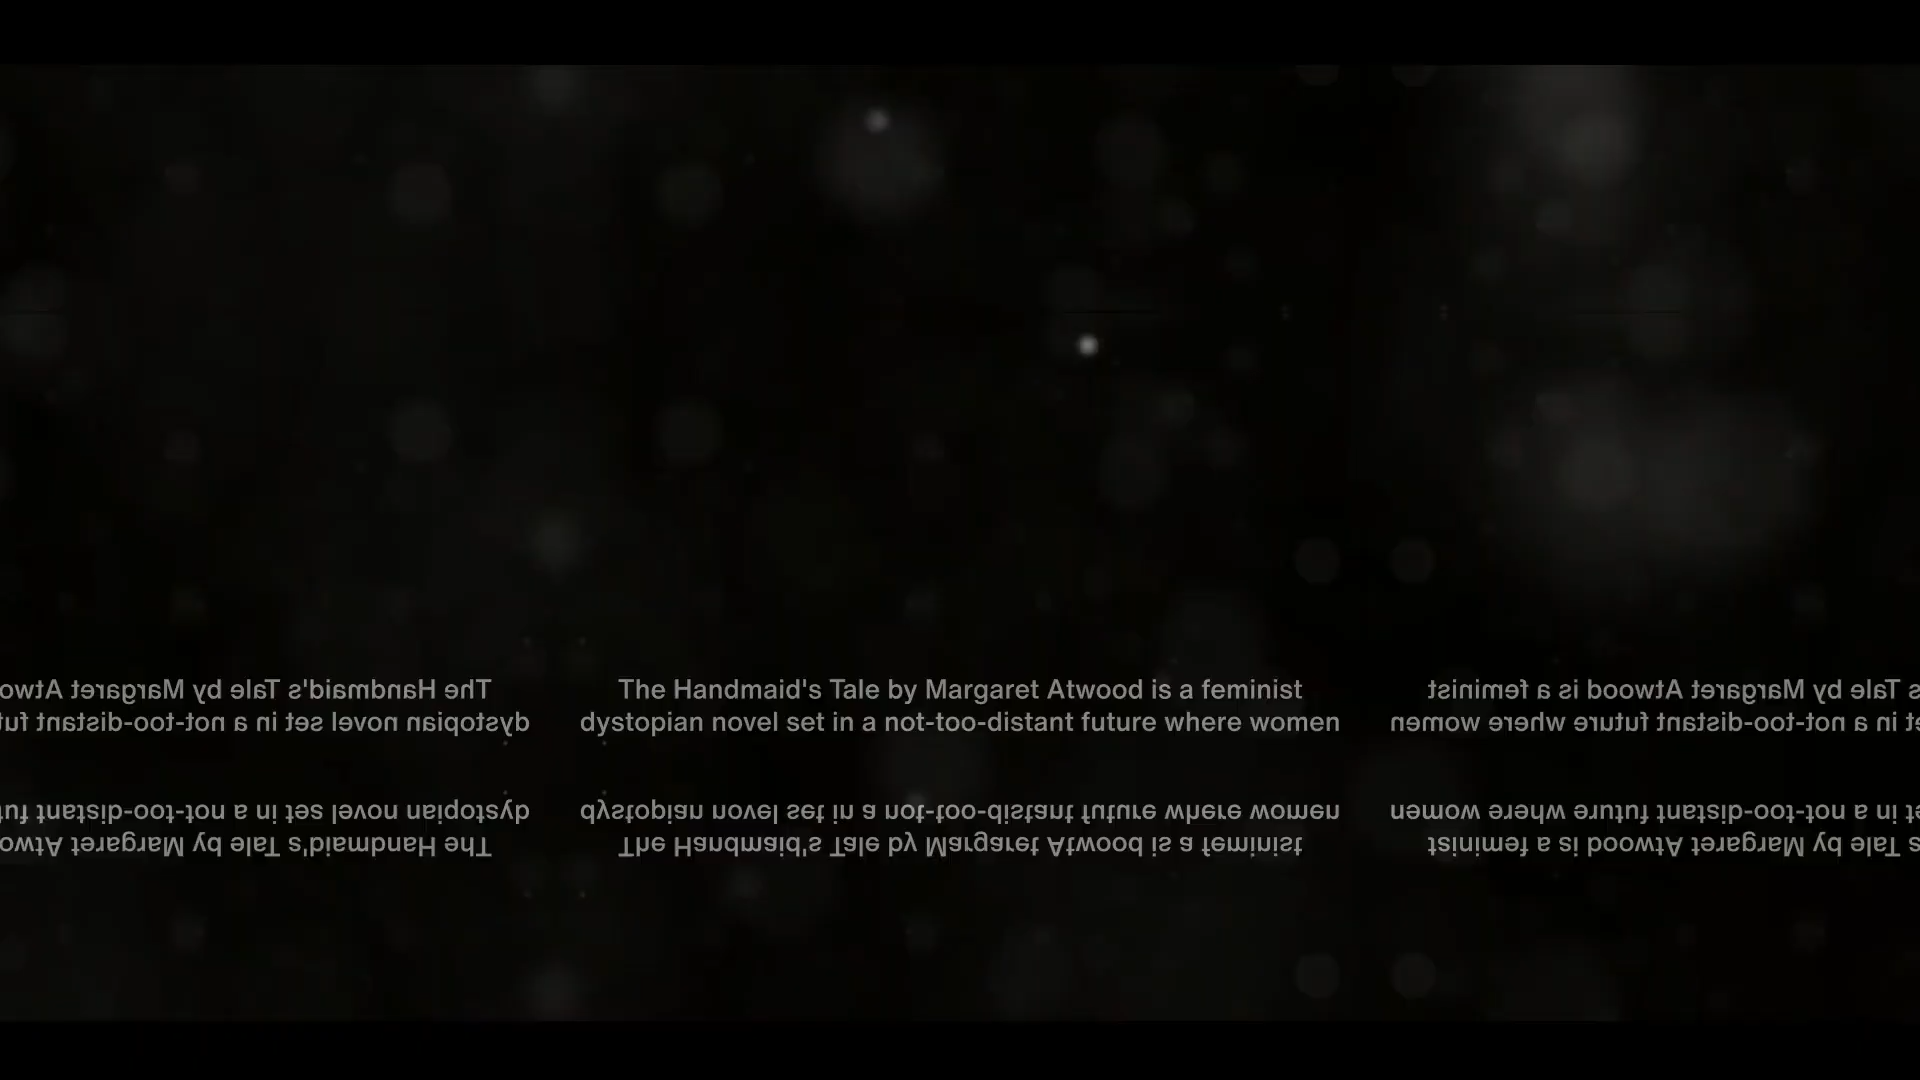 The Handmaid's Tale by Margaret Atwood is a feminist
dystopian novel set in a not-too-distant future where women